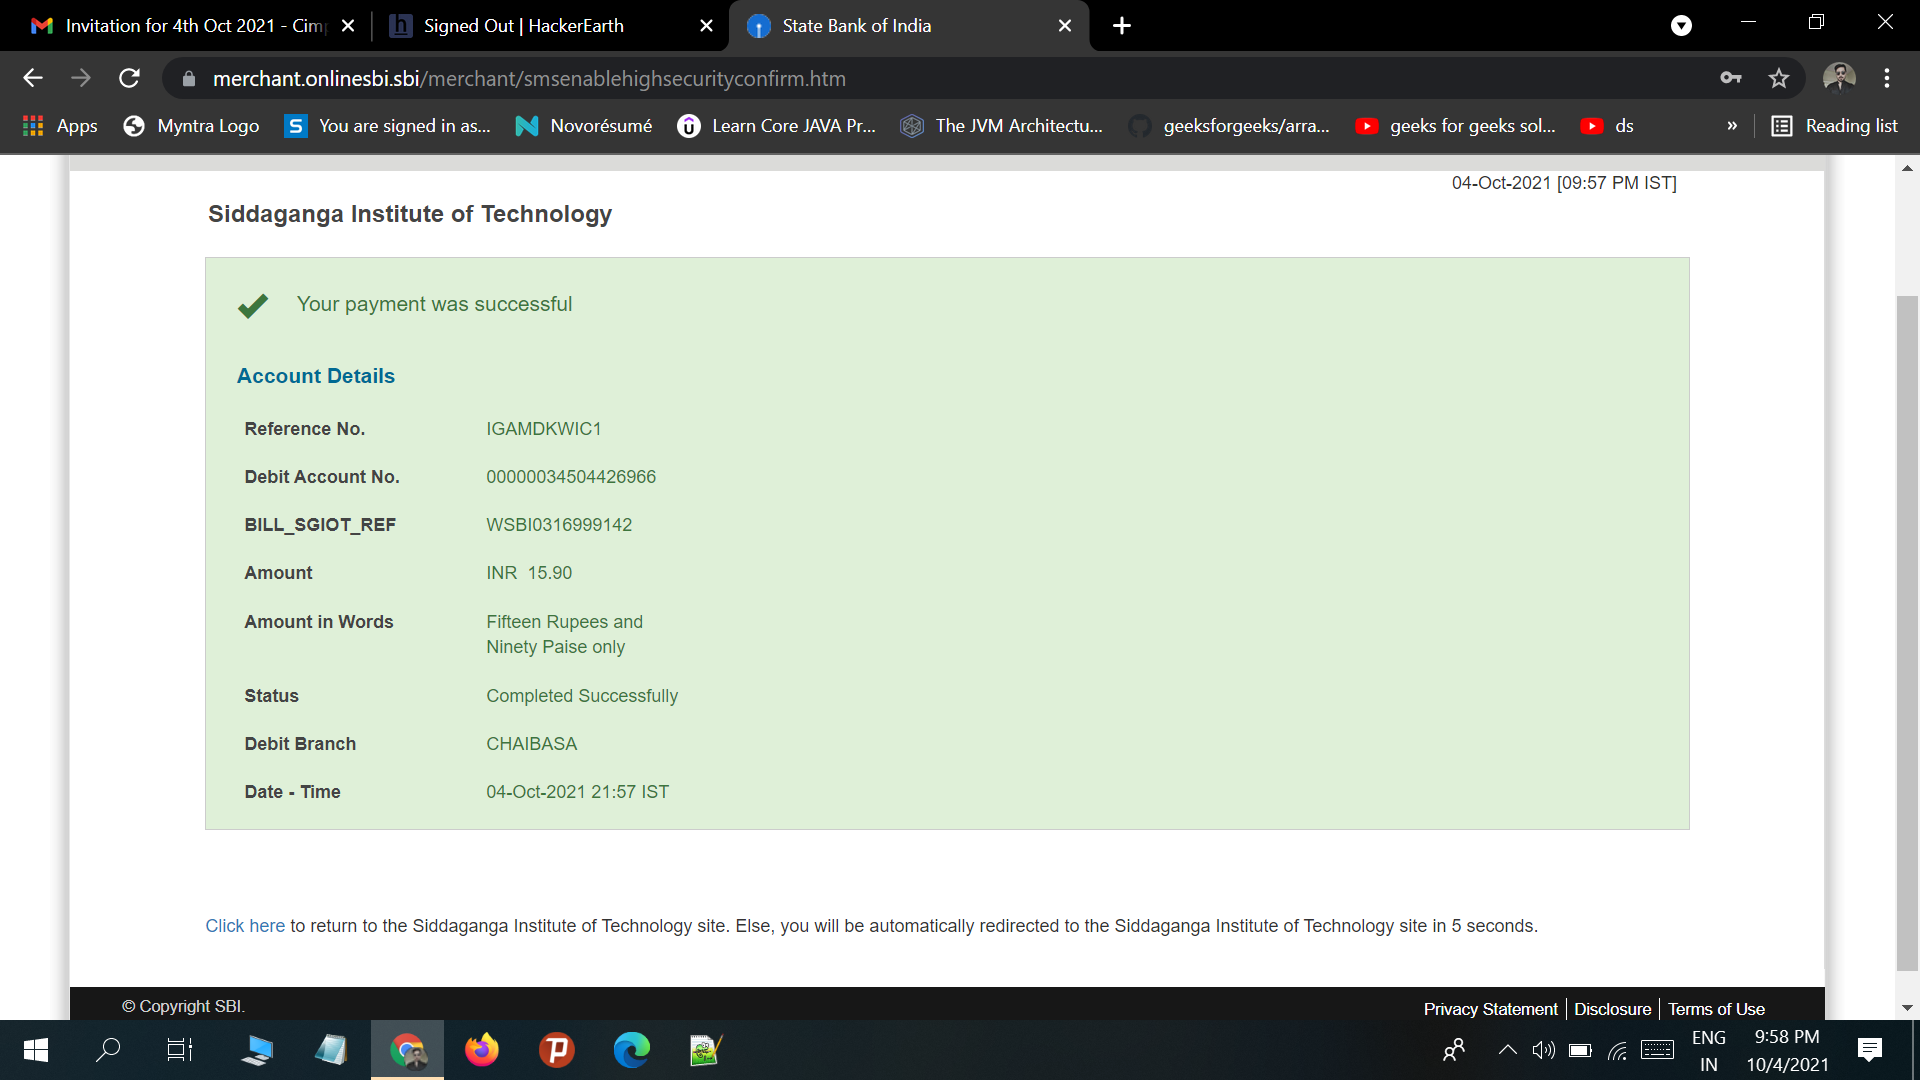 Invitation for 4th Oct 2021 - Cim
Signed Out | HackerEarth
State Bank of India
merchant.onlinesbi.sbi/merchant/smsenablehighsecurityconfirm.htm
Apps
Myntra Logo
You are signed in as...
Novorésumé
Learn Core JAVA Pr...
The JVM Architectu...
geeksforgeeks/arra...
geeks for geeks sol...
ds
»
Reading list
04-Oct-2021 [09:57 PM IST]
Siddaganga Institute of Technology
Your payment was successful
Account Details
Reference No. IGAMDKWIC1
Debit Account No. 00000034504426966
BILL_SGIOT_REF WSBI0316999142
Amount INR 15.90
Amount in Words Fifteen Rupees and
Ninety Paise only
Status Completed Successfully
Debit Branch CHAIBASA
Date - Time 04-Oct-2021 21:57 IST
Click here to return to the Siddaganga Institute of Technology site. Else, you will be automatically redirected to the Siddaganga Institute of Technology site in 5 seconds.
© Copyright SBI.
Privacy Statement | Disclosure | Terms of Use
ENG
IN
9:58 PM
10/4/2021